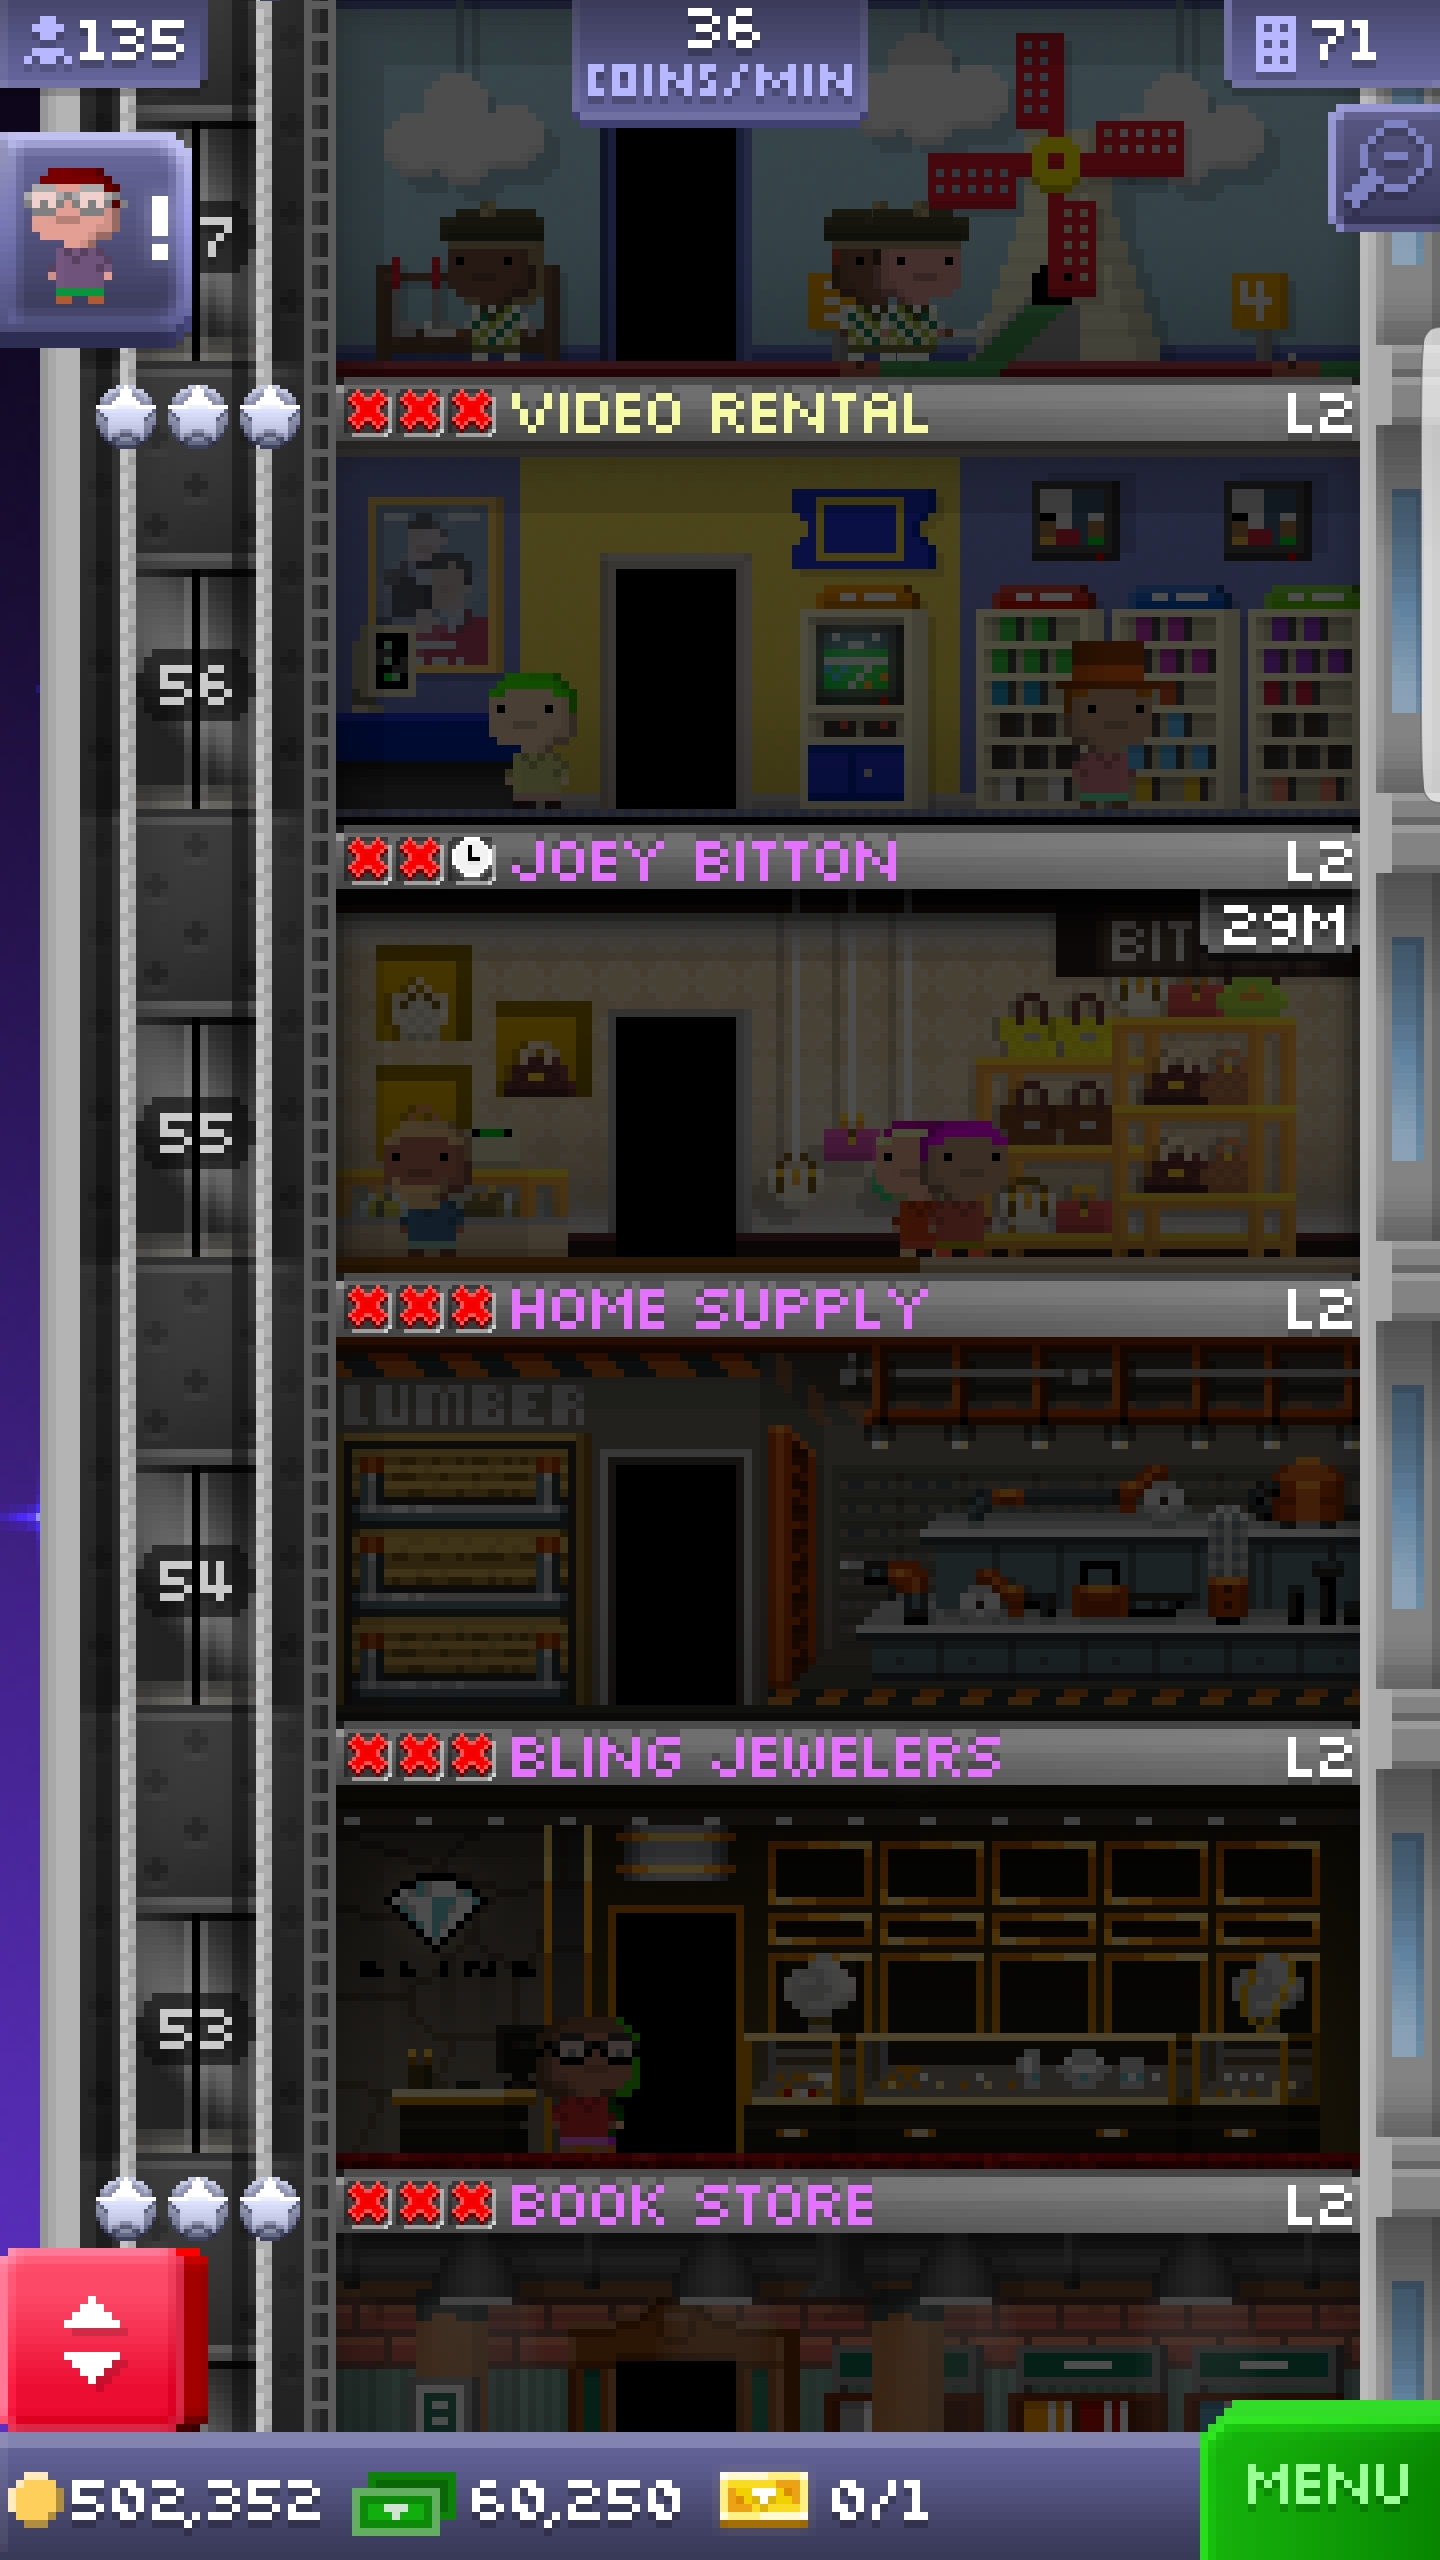 135
36
COINS/MIN
71
!
7
4
VIDEO RENTAL L2
56
JOEY BITTON L2
29M
BIT
55
HOME SUPPLY L2
LUMBER
54
BLING JEWELERS L2
BLING
53
BOOK STORE L2
502,352 60,250 0/1
MENU